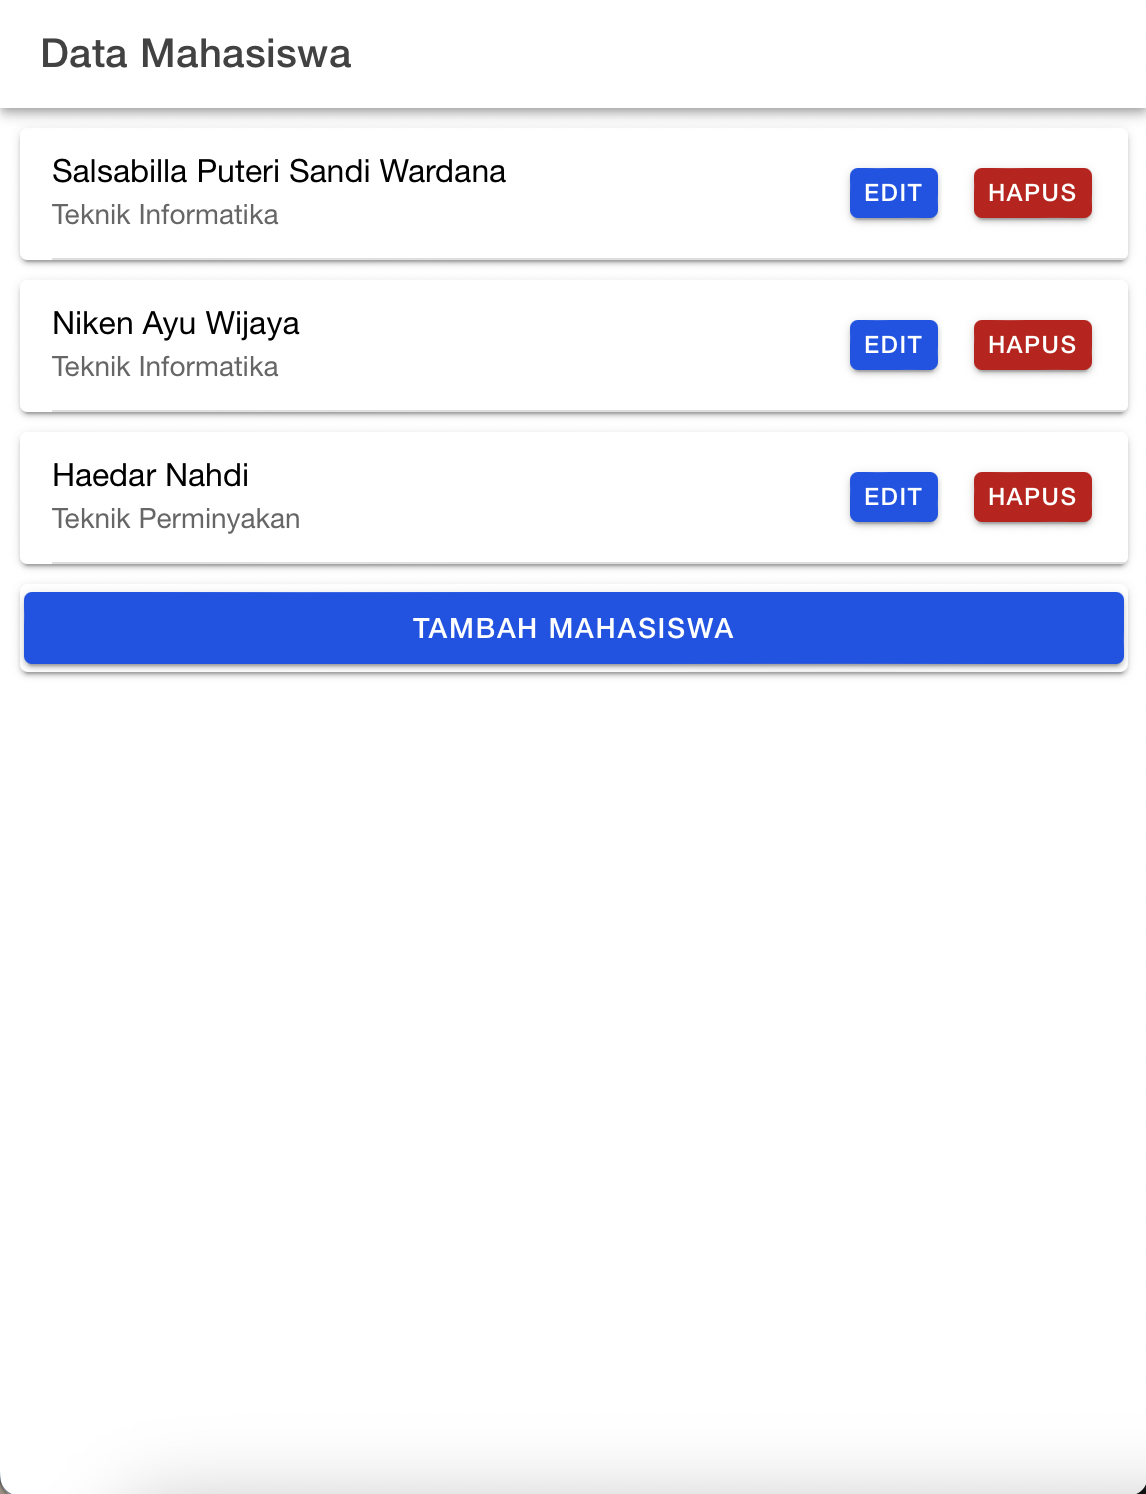 Data Mahasiswa
Salsabilla Puteri Sandi Wardana
Teknik Informatika
EDIT
HAPUS
Niken Ayu Wijaya
Teknik Informatika
EDIT
HAPUS
Haedar Nahdi
Teknik Perminyakan
EDIT
HAPUS
TAMBAH MAHASISWA